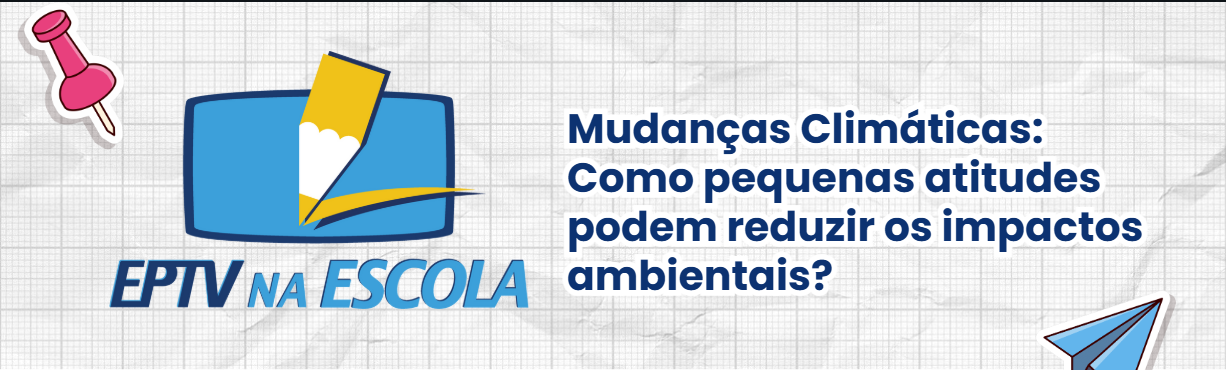 EPTV NA ESCOLA
Mudanças Climáticas:
Como pequenas atitudes
podem reduzir os impactos
ambientais?